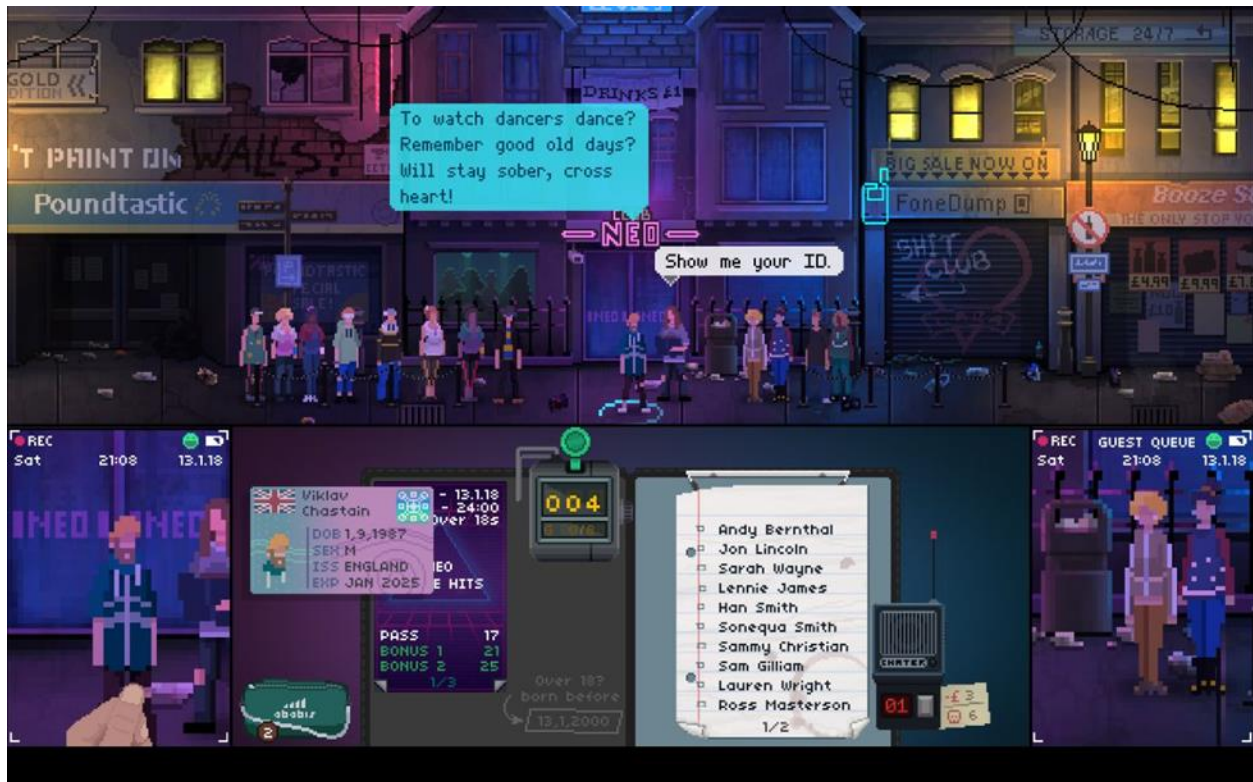 STORAGE 24/7
GOLD
DITION
DRINKS £1
To watch dancers dance?
Remember good old days?
Will stay sober, cross
heart!
'T PAINT ON WALLS?
BIG SALE NOW ON
Poundtastic
CLUB
NEO
FoneDump
Booze
THE ONLY STOP
Show me your ID.
SHIT
CLUB
£4.99
£9.99
REC
Sat 21:08 13.1.18
NEO
Viklav
Chastain
DOB 1,9,1987
SEX M
ISS ENGLAND
EXP JAN 2025
- 13.1.18
- 24:00
Over 18s
NEO
HITS
PASS 17
BONUS 1 21
BONUS 2 25
1/3
2
004
Over 18?
born before
13,1,2000
Andy Bernthal
Jon Lincoln
Sarah Wayne
Lennie James
Han Smith
Sonequa Smith
Sammy Christian
Sam Gilliam
Lauren Wright
Ross Masterson
1/2
01
-£ 3
6
REC GUEST QUEUE
Sat 21:08 13.1.18